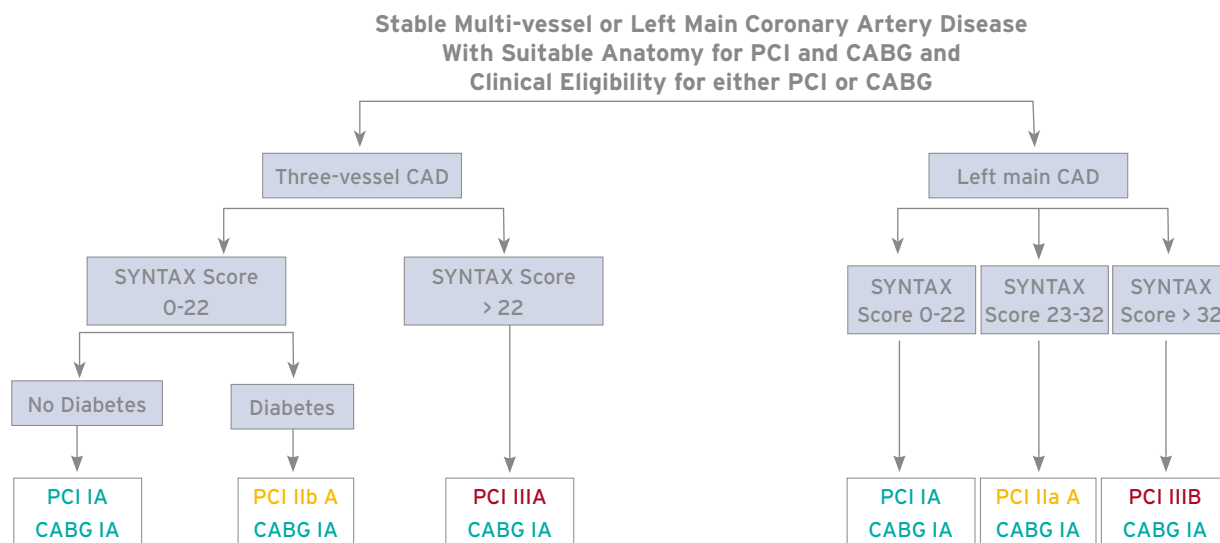 Stable Multi-vessel or Left Main Coronary Artery Disease
With Suitable Anatomy for PCI and CABG and
Clinical Eligibility for either PCI or CABG
Three-vessel CAD
Left main CAD
SYNTAX Score
0-22
SYNTAX Score
> 22
SYNTAX
Score 0-22
SYNTAX
Score 23-32
SYNTAX
Score > 32
No Diabetes
Diabetes
PCI IA
CABG IA
PCI IIb A
CABG IA
PCI IIIA
CABG IA
PCI IA
CABG IA
PCI IIa A
CABG IA
PCI IIIB
CABG IA